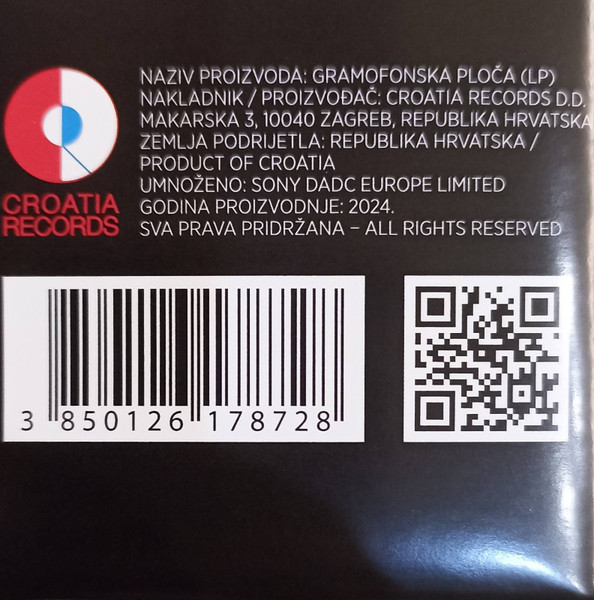 NAZIV PROIZVODA: GRAMOFONSKA PLOČA (LP)
NAKLADNIK / PROIZVOĐAČ: CROATIA RECORDS D.D.
MAKARSKA 3, 10040 ZAGREB, REPUBLIKA HRVATSKA
ZEMLJA PODRIJETLA: REPUBLIKA HRVATSKA /
PRODUCT OF CROATIA
UMNOŽENO: SONY DADC EUROPE LIMITED
GODINA PROIZVODNJE: 2024.
SVA PRAVA PRIDRŽANA – ALL RIGHTS RESERVED
CROATIA
RECORDS
3 850126 178728